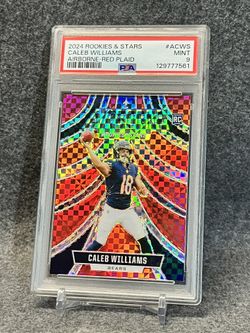 2024 ROOKIES & STARS #ACWS
CALEB WILLIAMS MINT
AIRBORNE-RED PLAID 9
PSA 129777561
RC
18
CALEB WILLIAMS
BEARS